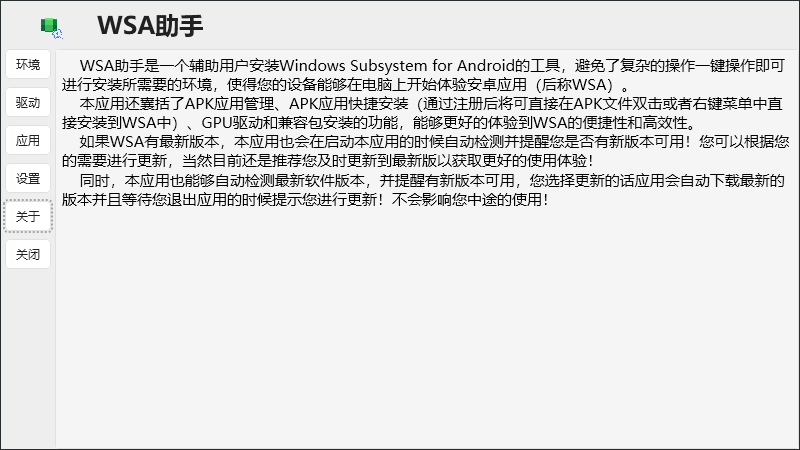 WSA助手
环境
驱动
应用
设置
关于
关闭
WSA助手是一个辅助用户安装Windows Subsystem for Android的工具，避免了复杂的操作一键操作即可
进行安装所需要的环境，使得您的设备能够在电脑上开始体验安卓应用（后称WSA）。
本应用还囊括了APK应用管理、APK应用快捷安装（通过注册后将可直接在APK文件双击或者右键菜单中直
接安装到WSA中）、GPU驱动和兼容包安装的功能，能够更好的体验到WSA的便捷性和高效性。
如果WSA有最新版本，本应用也会在启动本应用的时候自动检测并提醒您是否有新版本可用！您可以根据您
的需要进行更新，当然目前还是推荐您及时更新到最新版以获取更好的使用体验！
同时，本应用也能够自动检测最新软件版本，并提醒有新版本可用，您选择更新的话应用会自动下载最新的
版本并且等待您退出应用的时候提示您进行更新！不会影响您中途的使用！